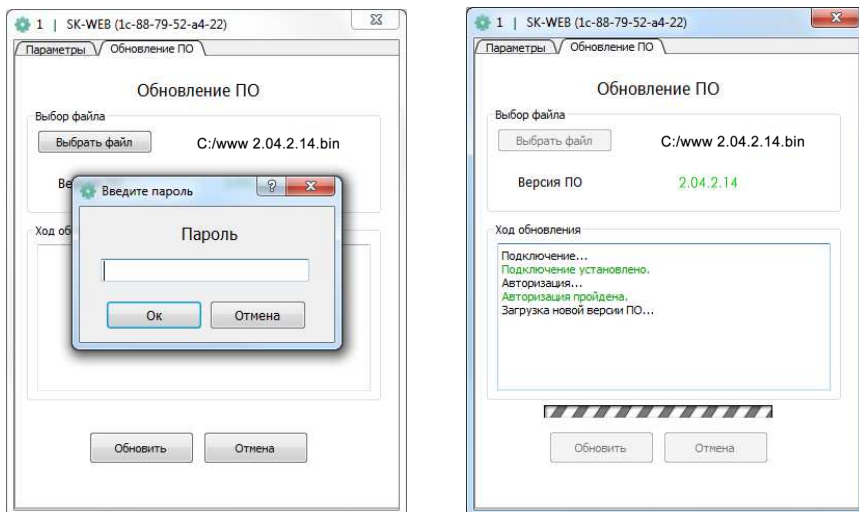 1 | SK-WEB (1c-88-79-52-a4-22)
Параметры
Обновление ПО
Обновление ПО
Выбор файла
Выбрать файл
C:/www 2.04.2.14.bin
Введите пароль
Пароль
Ок
Отмена
Обновить
Отмена
1 | SK-WEB (1c-88-79-52-a4-22)
Параметры
Обновление ПО
Обновление ПО
Выбор файла
Выбрать файл
C:/www 2.04.2.14.bin
Версия ПО
2.04.2.14
Ход обновления
Подключение...
Подключение установлено.
Авторизация...
Авторизация пройдена.
Загрузка новой версии ПО...
Обновить
Отмена